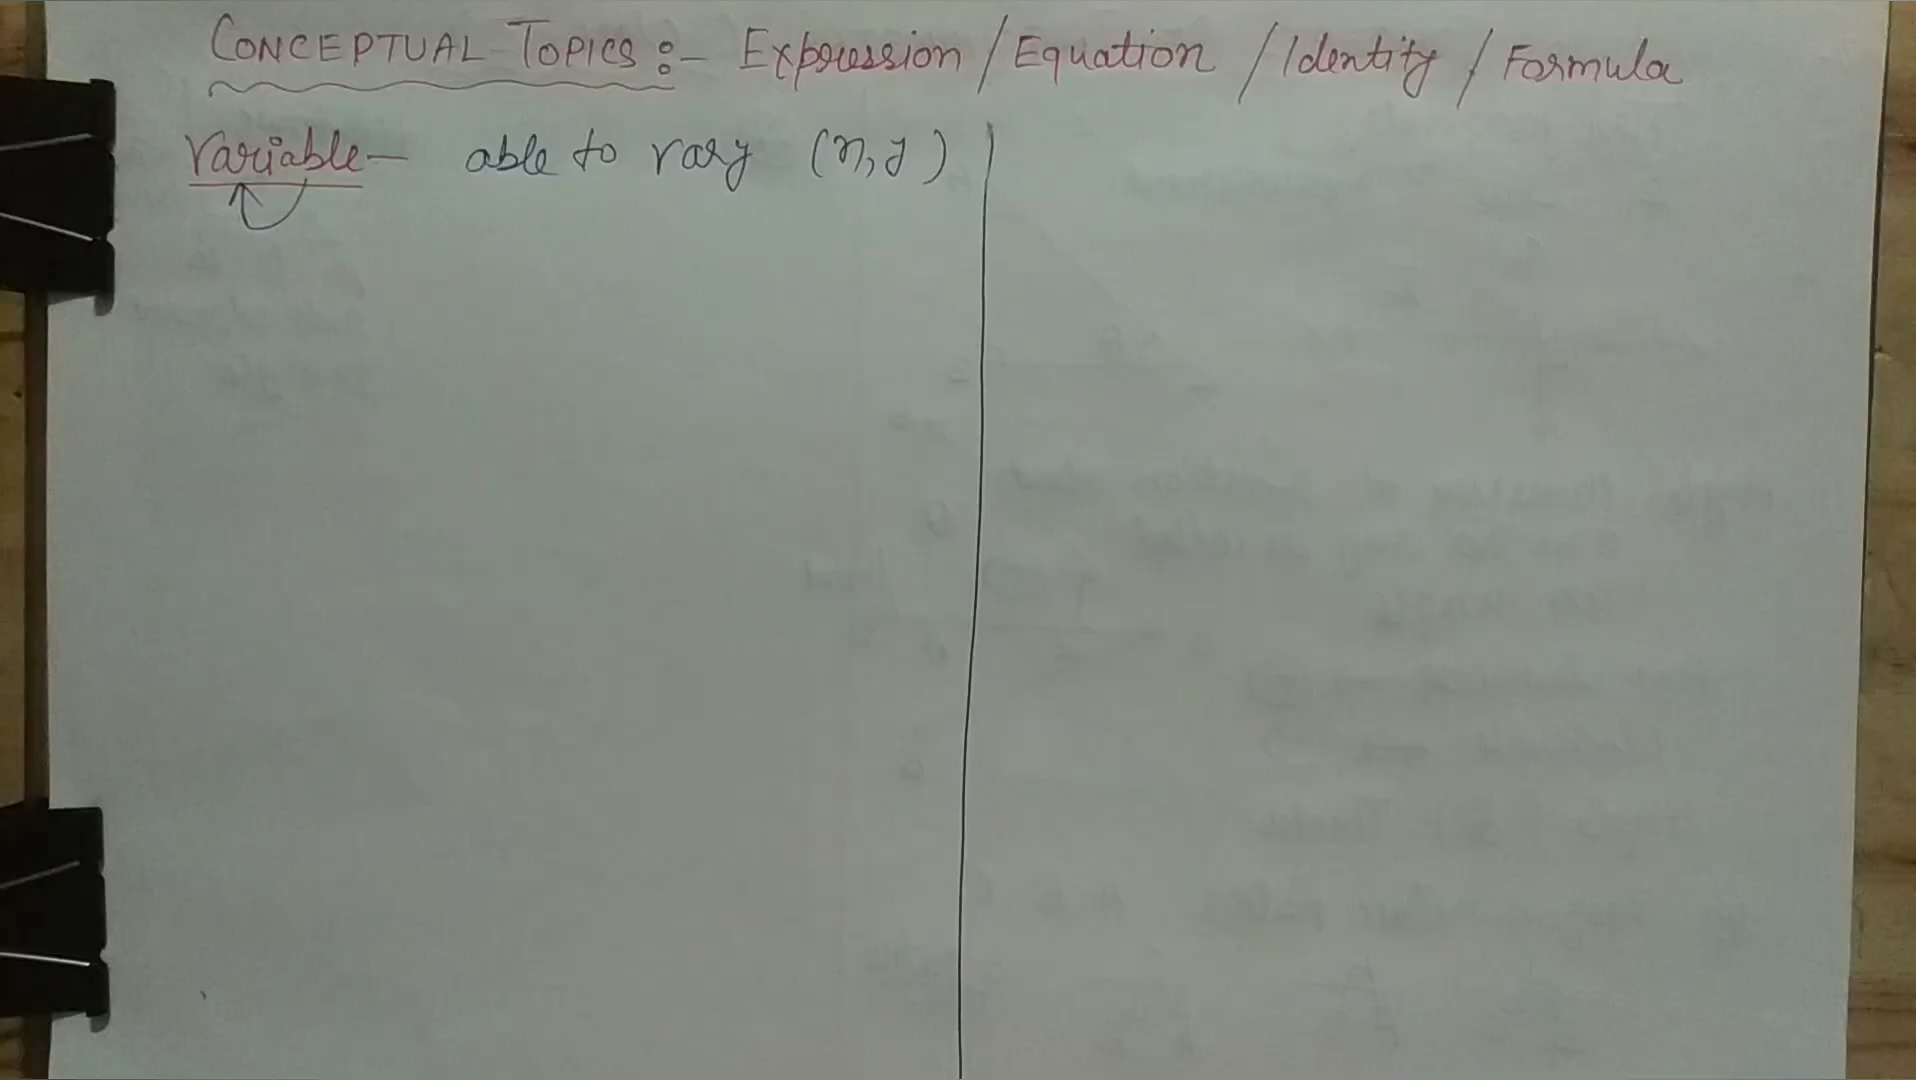 CONCEPTUAL TOPICS :- Expression / Equation / Identity / Formula
Variable - able to vary (x, y)